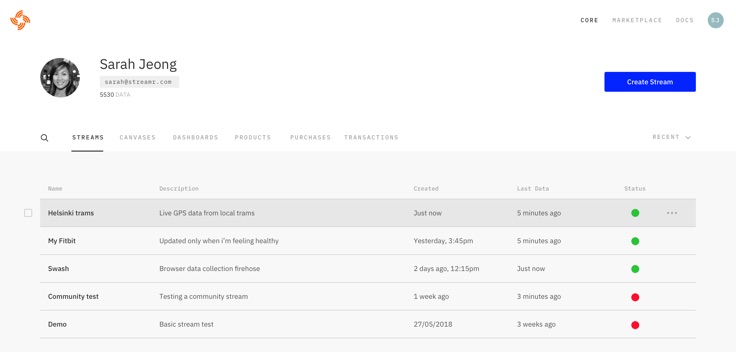 CORE MARKETPLACE DOCS SJ
Sarah Jeong
sarah@streamr.com
5530 DATA
Create Stream
STREAMS CANVASES DASHBOARDS PRODUCTS PURCHASES TRANSACTIONS RECENT
Name Description Created Last Data Status
Helsinki trams Live GPS data from local trams Just now 5 minutes ago
My Fitbit Updated only when i'm feeling healthy Yesterday, 3:45pm 5 minutes ago
Swash Browser data collection firehose 2 days ago, 12:15pm Just now
Community test Testing a community stream 1 week ago 3 minutes ago
Demo Basic stream test 27/05/2018 3 weeks ago